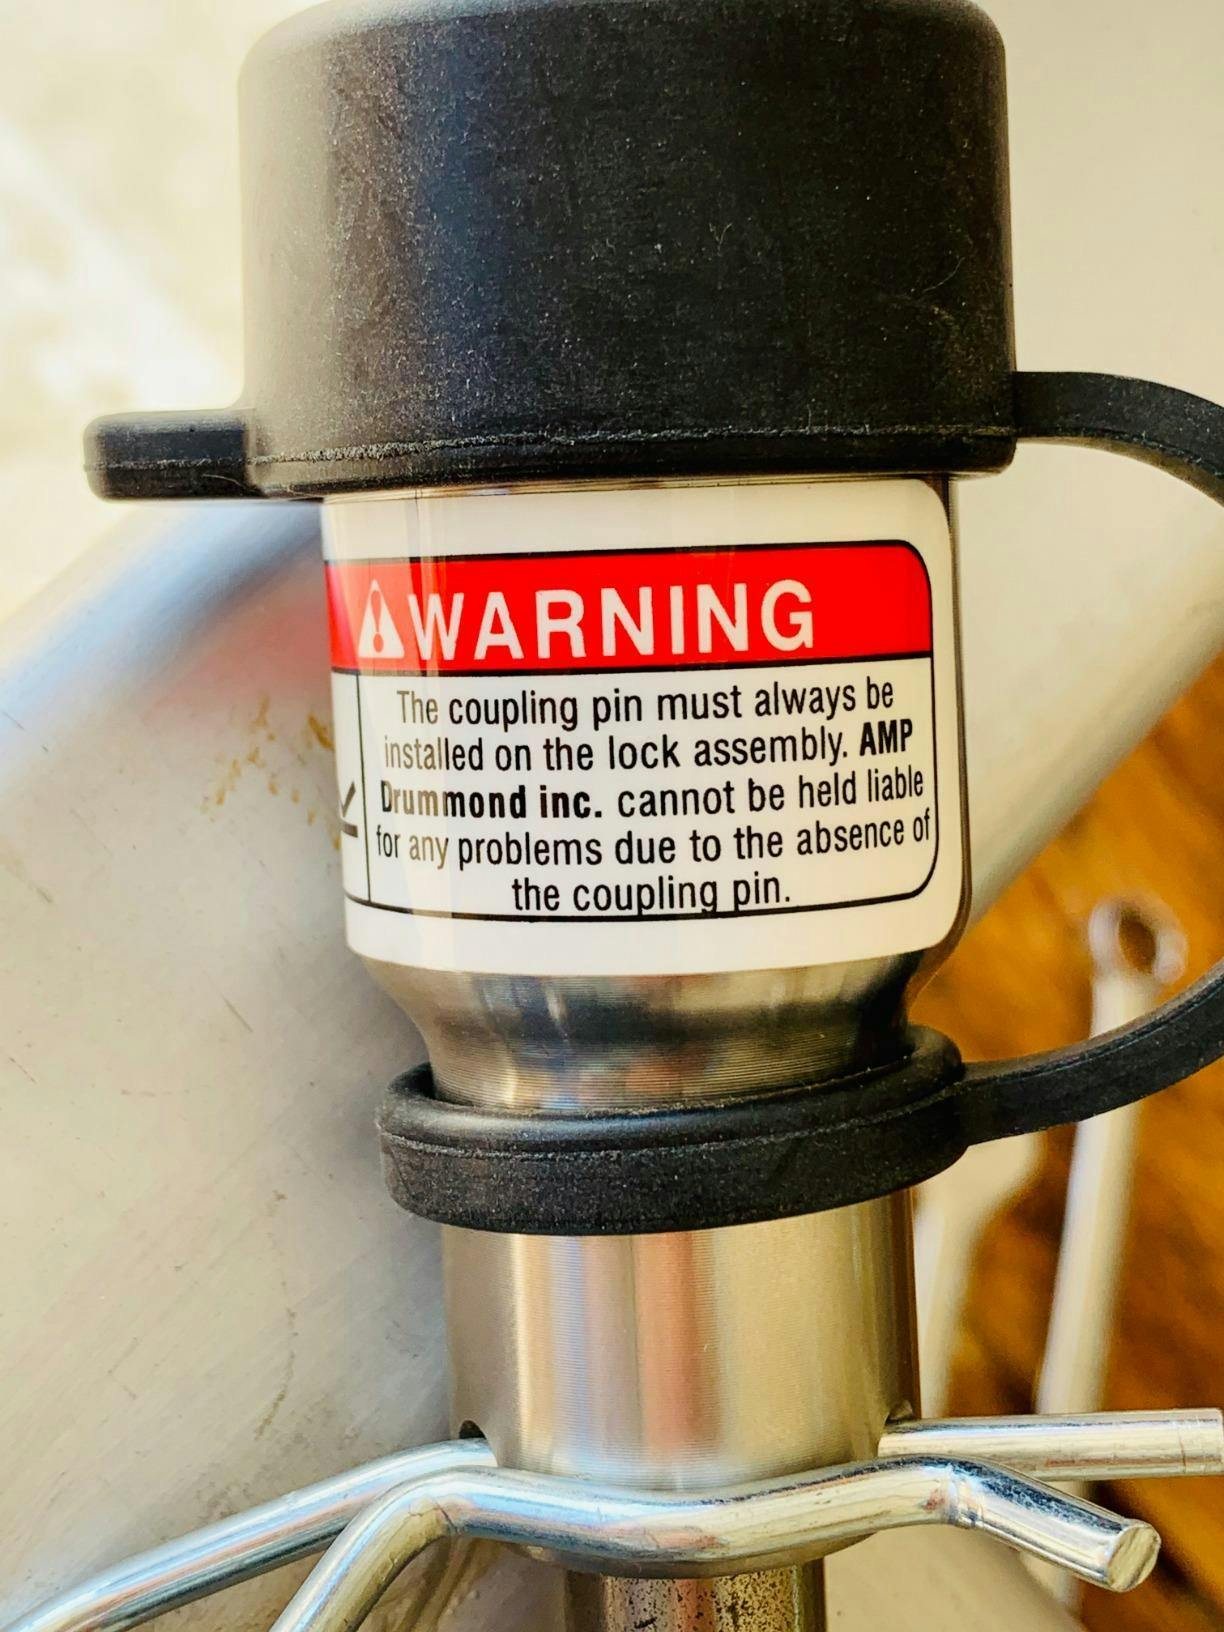 WARNING
The coupling pin must always be
installed on the lock assembly. AMP
Drummond inc. cannot be held liable
for any problems due to the absence of
the coupling pin.